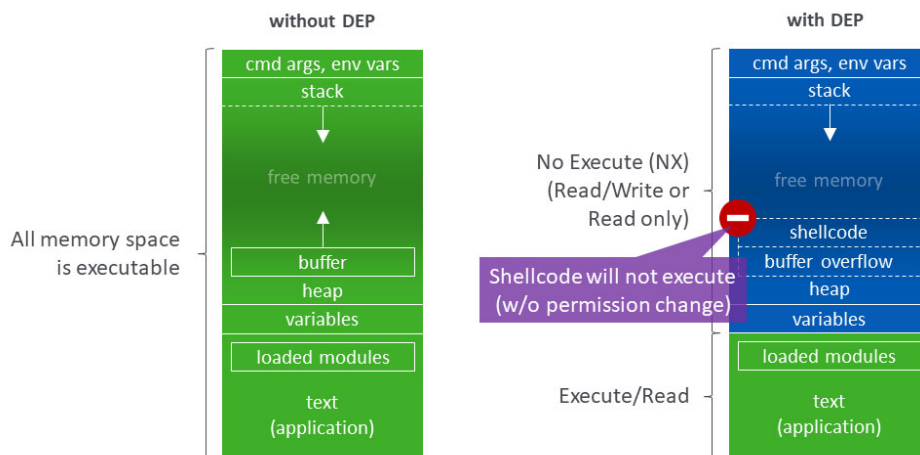 without DEP
cmd args, env vars
stack
free memory
All memory space
is executable
buffer
heap
variables
loaded modules
text
(application)
with DEP
cmd args, env vars
stack
No Execute (NX)
(Read/Write or
Read only)
free memory
shellcode
Shellcode will not execute
(w/o permission change)
buffer overflow
heap
variables
loaded modules
Execute/Read
text
(application)